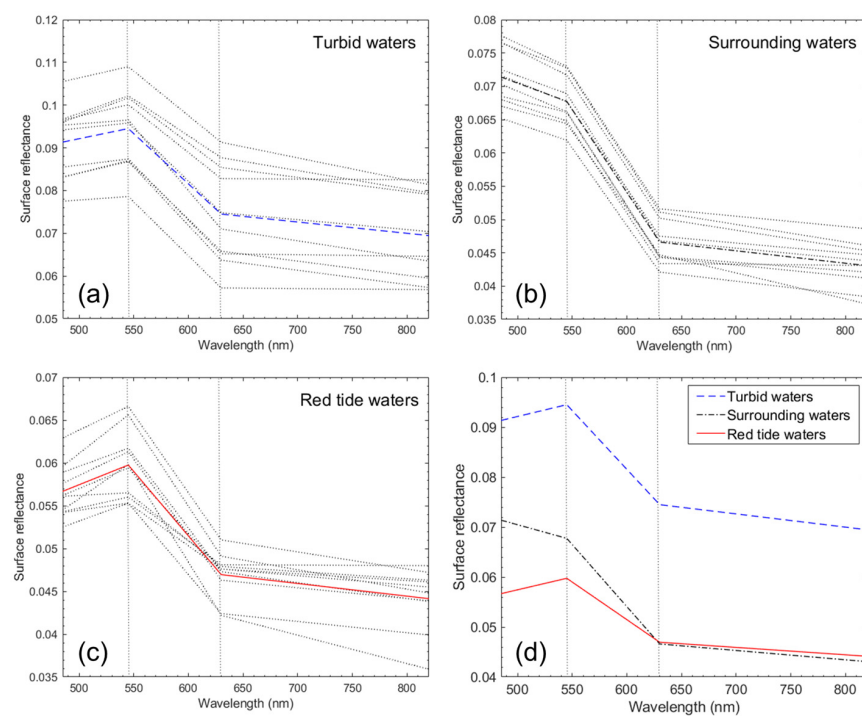 Turbid waters
0.12
0.11
0.1
0.09
0.08
0.07
0.06
0.05
Surface reflectance
(a)
500 550 600 650 700 750 800
Wavelength (nm)
Surrounding waters
0.08
0.075
0.07
0.065
0.06
0.055
0.05
0.045
0.04
0.035
Surface reflectance
(b)
500 550 600 650 700 750 800
Wavelength (nm)
Red tide waters
0.07
0.065
0.06
0.055
0.05
0.045
0.04
0.035
Surface reflectance
(c)
500 550 600 650 700 750 800
Wavelength (nm)
0.1
0.09
0.08
0.07
0.06
0.05
0.04
Surface reflectance
Turbid waters
Surrounding waters
Red tide waters
(d)
500 550 600 650 700 750 800
Wavelength (nm)